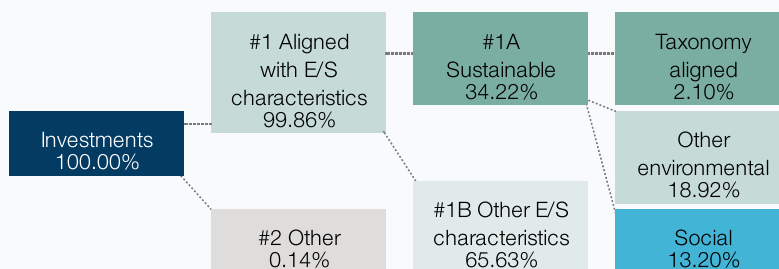 Investments
100.00%
#1 Aligned
with E/S
characteristics
99.86%
#2 Other
0.14%
#1A
Sustainable
34.22%
#1B Other E/S
characteristics
65.63%
Taxonomy
aligned
2.10%
Other
environmental
18.92%
Social
13.20%